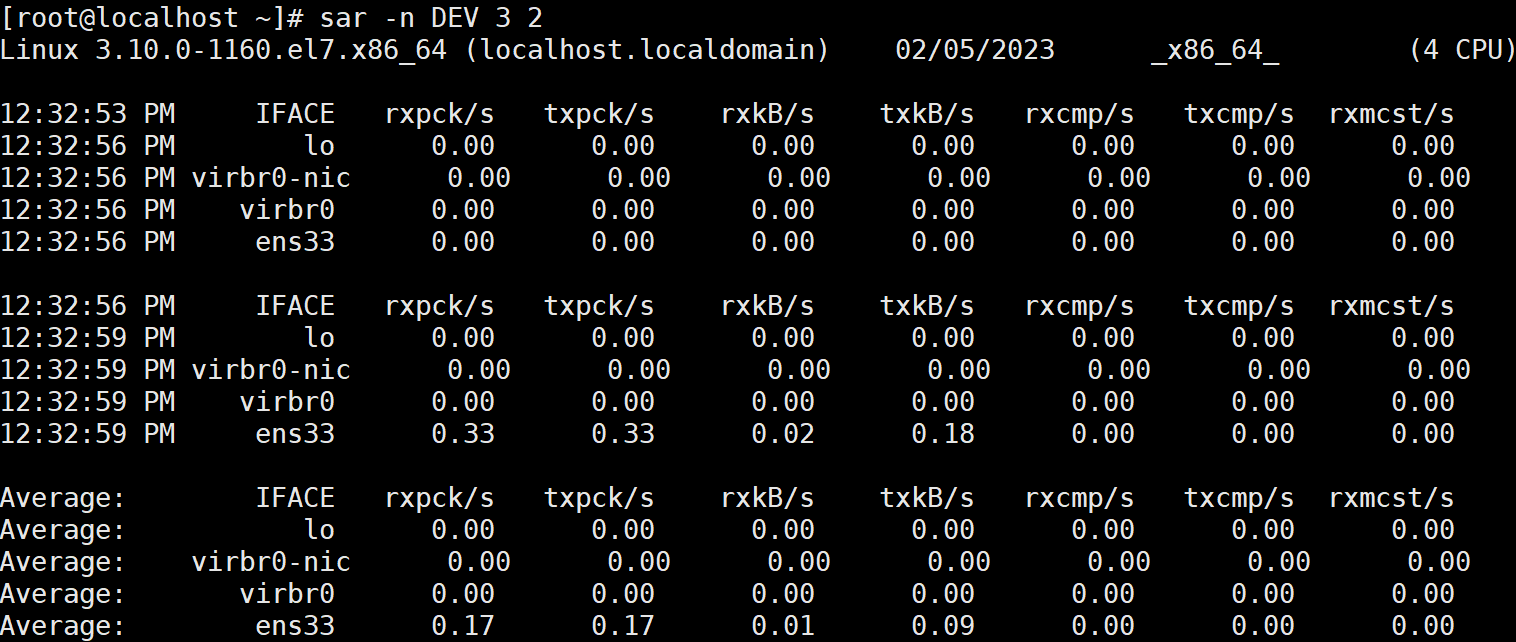 [root@localhost ~]# sar -n DEV 3 2
Linux 3.10.0-1160.el7.x86_64 (localhost.localdomain) 	02/05/2023 	_x86_64_	(4 CPU)

12:32:53 PM     IFACE   rxpck/s   txpck/s    rxkB/s    txkB/s   rxcmp/s   txcmp/s  rxmcst/s
12:32:56 PM        lo      0.00      0.00      0.00      0.00      0.00      0.00      0.00
12:32:56 PM virbr0-nic      0.00      0.00      0.00      0.00      0.00      0.00      0.00
12:32:56 PM    virbr0      0.00      0.00      0.00      0.00      0.00      0.00      0.00
12:32:56 PM     ens33      0.00      0.00      0.00      0.00      0.00      0.00      0.00

12:32:56 PM     IFACE   rxpck/s   txpck/s    rxkB/s    txkB/s   rxcmp/s   txcmp/s  rxmcst/s
12:32:59 PM        lo      0.00      0.00      0.00      0.00      0.00      0.00      0.00
12:32:59 PM virbr0-nic      0.00      0.00      0.00      0.00      0.00      0.00      0.00
12:32:59 PM    virbr0      0.00      0.00      0.00      0.00      0.00      0.00      0.00
12:32:59 PM     ens33      0.33      0.33      0.02      0.18      0.00      0.00      0.00

Average:        IFACE   rxpck/s   txpck/s    rxkB/s    txkB/s   rxcmp/s   txcmp/s  rxmcst/s
Average:           lo      0.00      0.00      0.00      0.00      0.00      0.00      0.00
Average:    virbr0-nic      0.00      0.00      0.00      0.00      0.00      0.00      0.00
Average:       virbr0      0.00      0.00      0.00      0.00      0.00      0.00      0.00
Average:        ens33      0.17      0.17      0.01      0.09      0.00      0.00      0.00